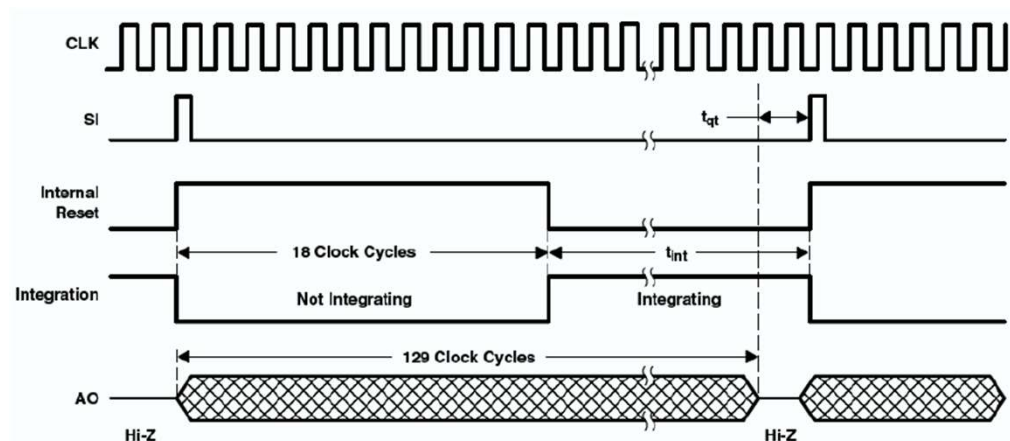 CLK
SI
t_qt
Internal
Reset
18 Clock Cycles
t_int
Integration
Not Integrating
Integrating
129 Clock Cycles
AO
Hi-Z
Hi-Z